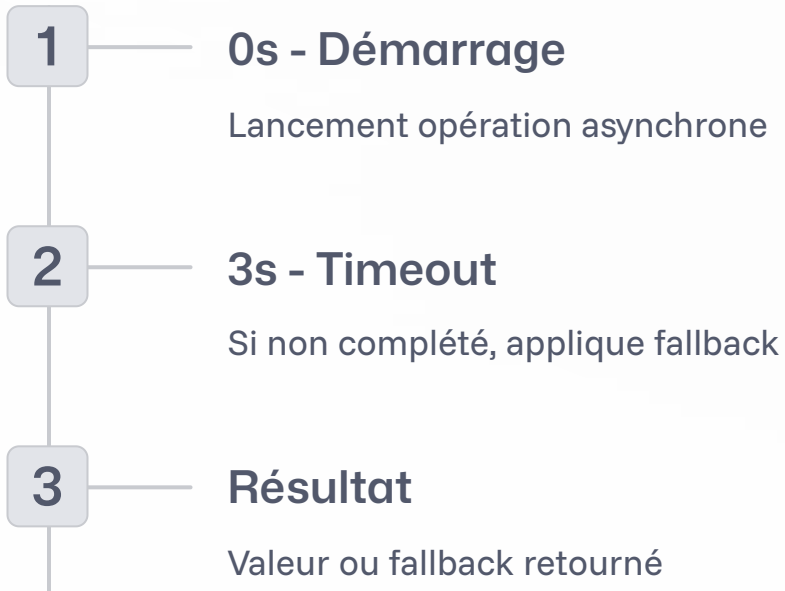 1
0s - Démarrage
Lancement opération asynchrone
2
3s - Timeout
Si non complété, applique fallback
3
Résultat
Valeur ou fallback retourné